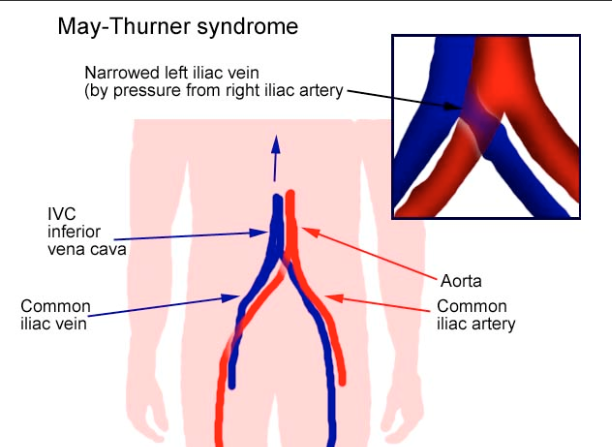 May-Thurner syndrome
Narrowed left iliac vein
(by pressure from right iliac artery
IVC
inferior
vena cava
Aorta
Common
iliac vein
Common
iliac artery